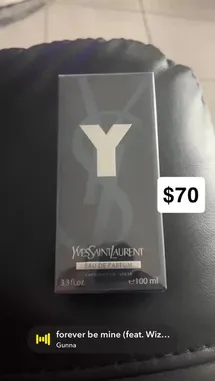 Y
$70
YVESSAINTLAURENT
EAU DE PARFUM
3.3 fl.oz. ℮100 ml
forever be mine (feat. Wiz...
Gunna